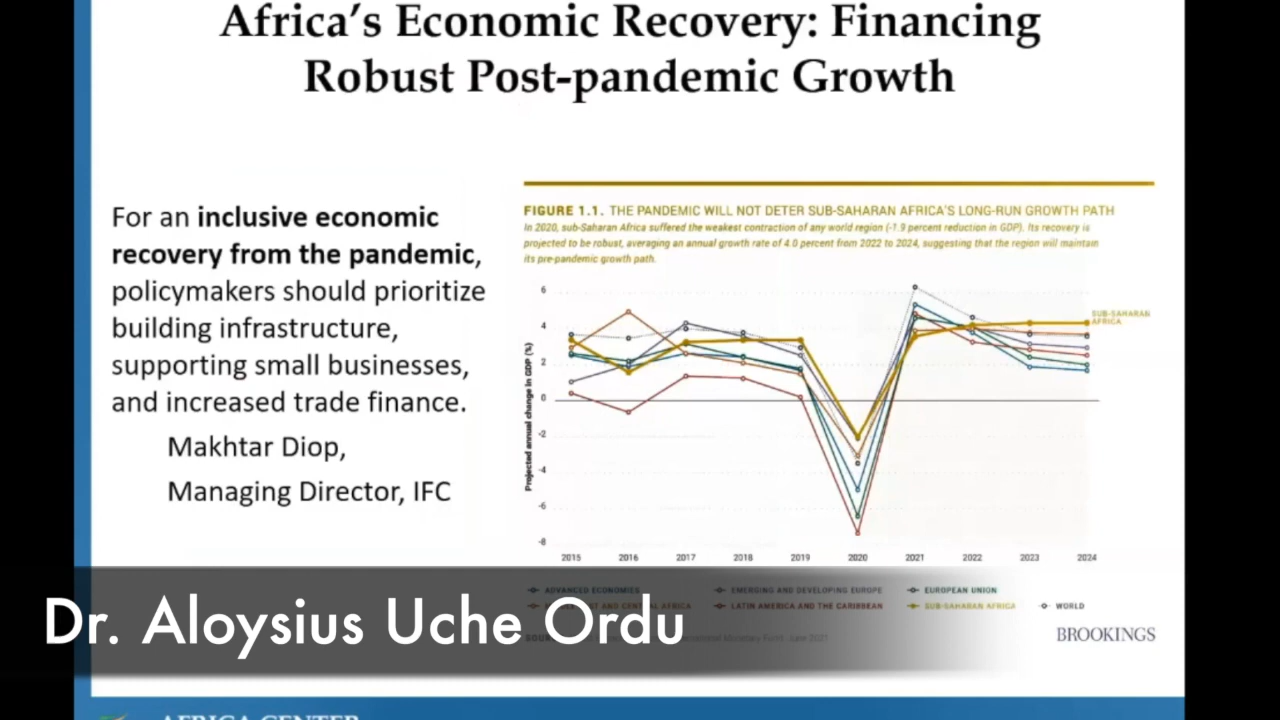 Africa's Economic Recovery: Financing
Robust Post-pandemic Growth
For an inclusive economic
recovery from the pandemic,
policymakers should prioritize
building infrastructure,
supporting small businesses,
and increased trade finance.
Makhtar Diop,
Managing Director, IFC
FIGURE 1.1. THE PANDEMIC WILL NOT DETER SUB-SAHARAN AFRICA'S LONG-RUN GROWTH PATH
In 2020, sub-Saharan Africa suffered the weakest contraction of any world region (-1.9 percent reduction in GDP). Its recovery is
projected to be robust, averaging an annual growth rate of 4.0 percent from 2022 to 2024, suggesting that the region will maintain
its pre-pandemic growth path.
Projected annual change in GDP (%)
6
4
2
0
-2
-4
-6
-8
SUB-SAHARAN
AFRICA
2015 2016 2017 2018 2019 2020 2021 2022 2023 2024
ADVANCED ECONOMIES EMERGING AND DEVELOPING EUROPE EUROPEAN UNION
AND CENTRAL AFRICA LATIN AMERICA AND THE CARIBBEAN SUB-SAHARAN AFRICA WORLD
June 2021
BROOKINGS
Dr. Aloysius Uche Ordu
AFRICA CENTER